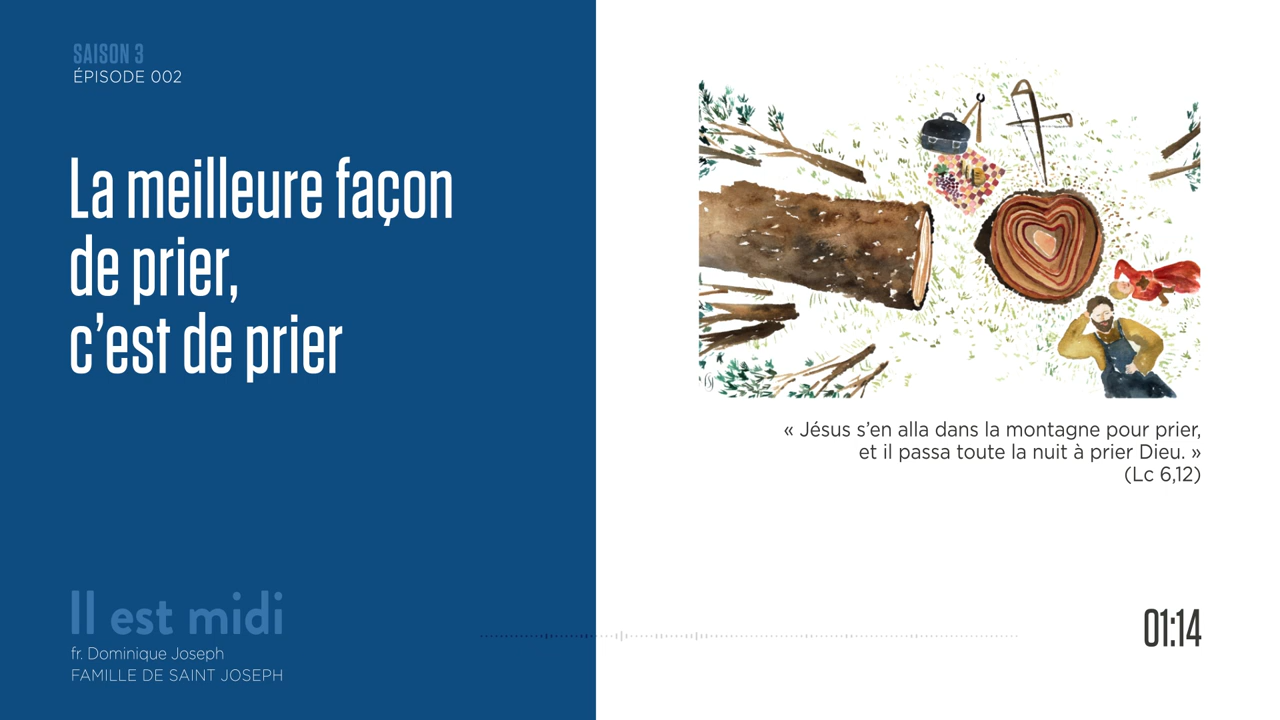 SAISON 3
ÉPISODE 002
La meilleure façon
de prier,
c’est de prier
« Jésus s’en alla dans la montagne pour prier,
et il passa toute la nuit à prier Dieu. »
(Lc 6,12)
Il est midi
fr. Dominique Joseph
FAMILLE DE SAINT JOSEPH
01:14